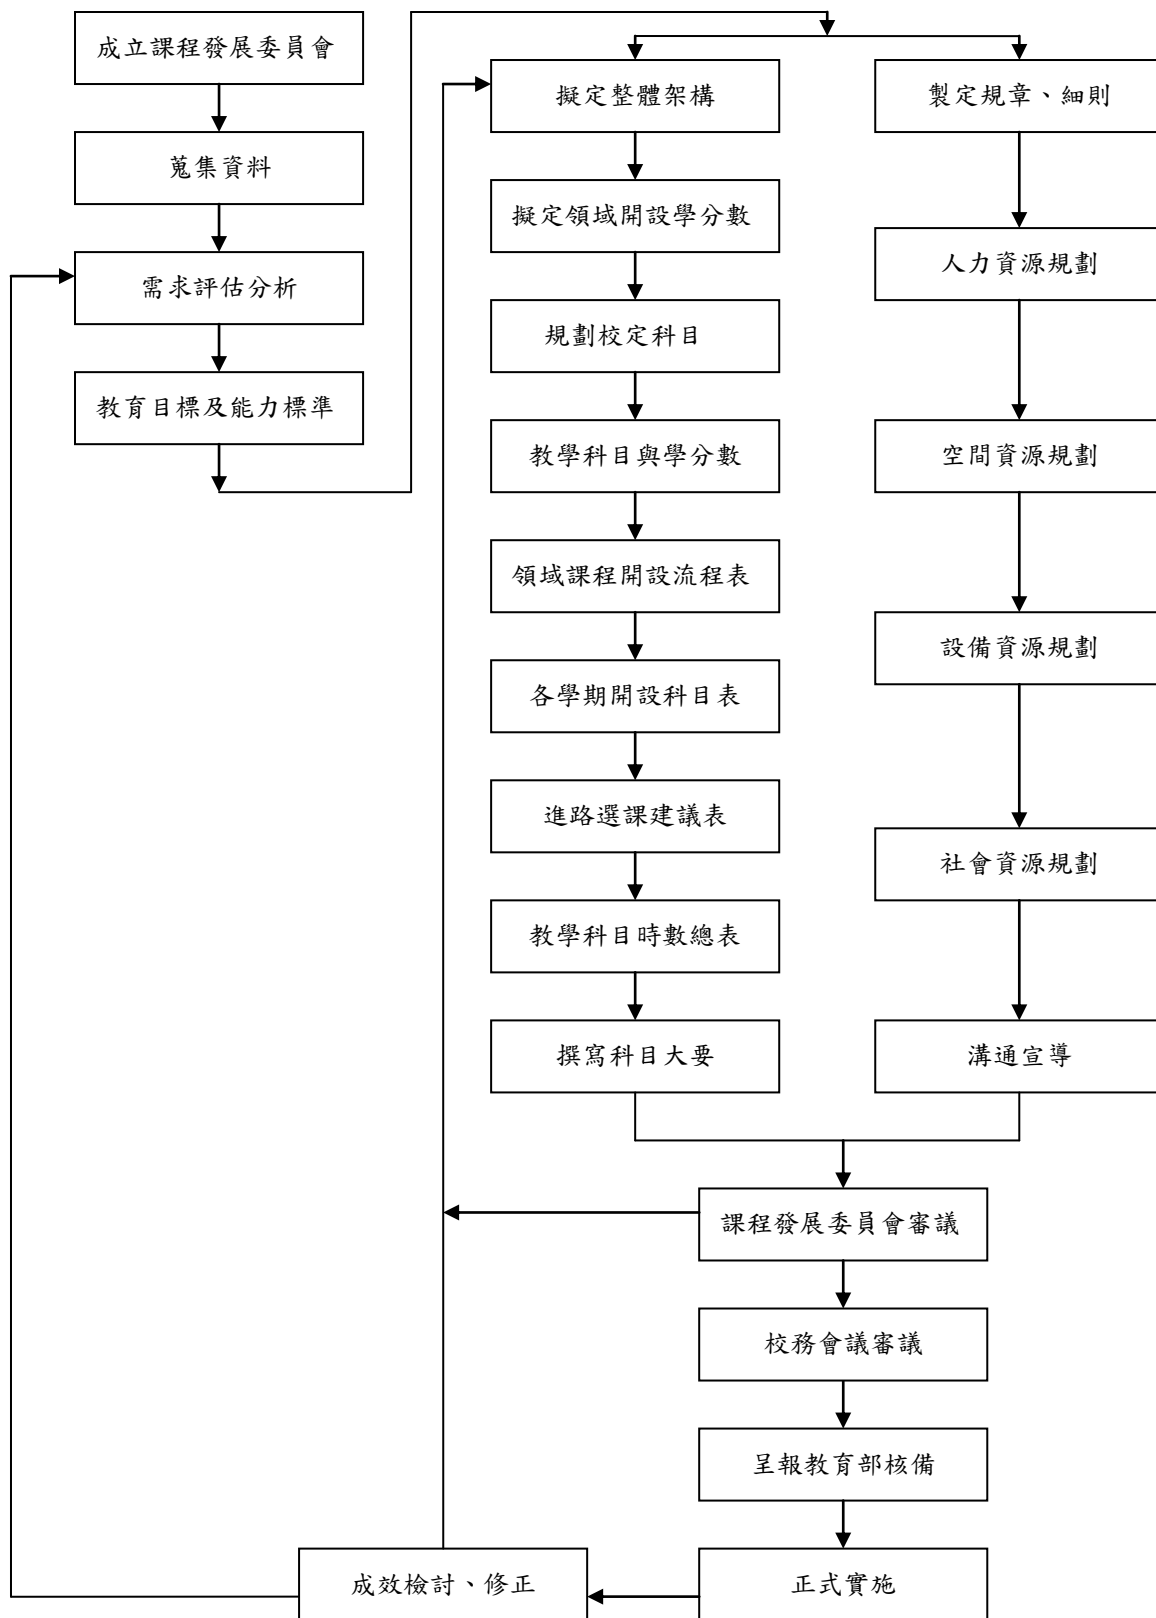 成立課程發展委員會
蒐集資料
需求評估分析
教育目標及能力標準
擬定整體架構
擬定領域開設學分數
規劃校定科目
教學科目與學分數
領域課程開設流程表
各學期開設科目表
進路選課建議表
教學科目時數總表
撰寫科目大要
製定規章、細則
人力資源規劃
空間資源規劃
設備資源規劃
社會資源規劃
溝通宣導
課程發展委員會審議
校務會議審議
呈報教育部核備
正式實施
成效檢討、修正